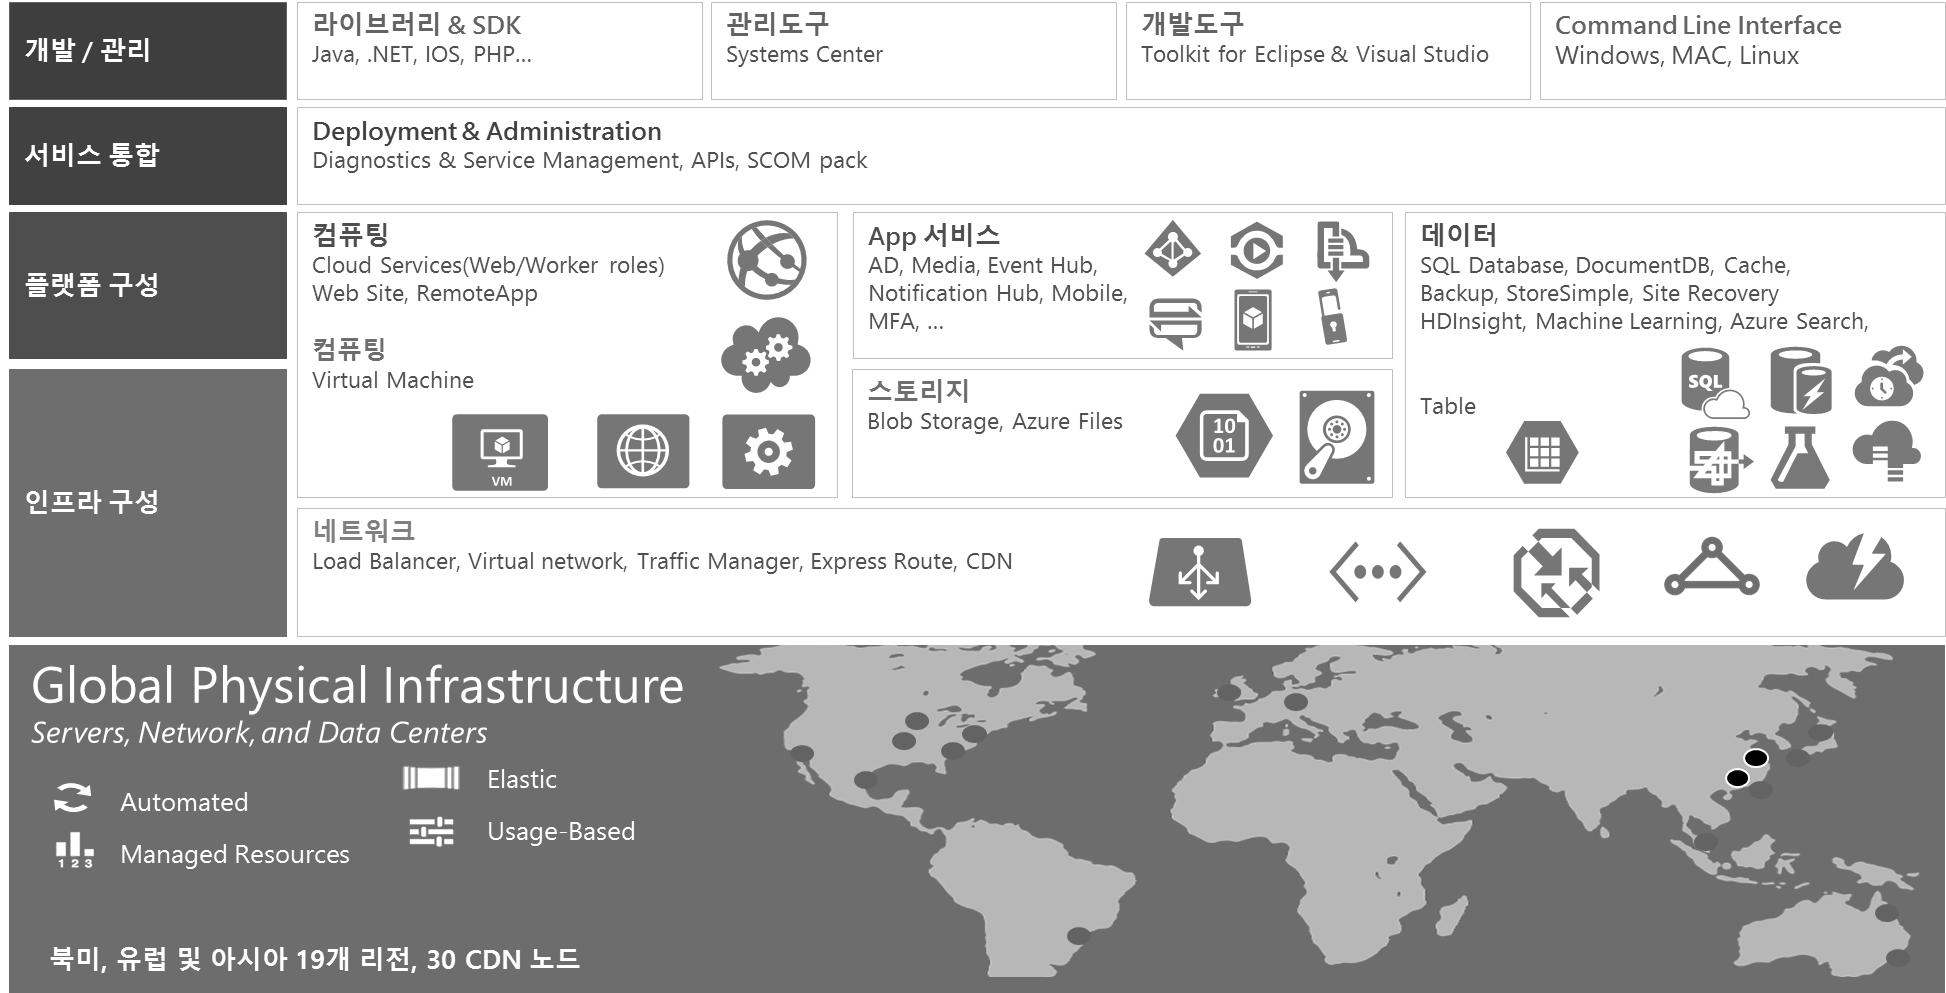 개발 / 관리
라이브러리 & SDK
Java, .NET, IOS, PHP...
관리도구
Systems Center
개발도구
Toolkit for Eclipse & Visual Studio
Command Line Interface
Windows, MAC, Linux
서비스 통합
Deployment & Administration
Diagnostics & Service Management, APIs, SCOM pack
플랫폼 구성
컴퓨팅
Cloud Services(Web/Worker roles)
Web Site, RemoteApp
컴퓨팅
Virtual Machine
VM
App 서비스
AD, Media, Event Hub,
Notification Hub, Mobile,
MFA, ...
데이터
SQL Database, DocumentDB, Cache,
Backup, StoreSimple, Site Recovery
HDInsight, Machine Learning, Azure Search,
SQL
Table
인프라 구성
스토리지
Blob Storage, Azure Files
10
01
네트워크
Load Balancer, Virtual network, Traffic Manager, Express Route, CDN
Global Physical Infrastructure
Servers, Network, and Data Centers
Automated
Elastic
1 2 3
Managed Resources
Usage-Based
북미, 유럽 및 아시아 19개 리전, 30 CDN 노드